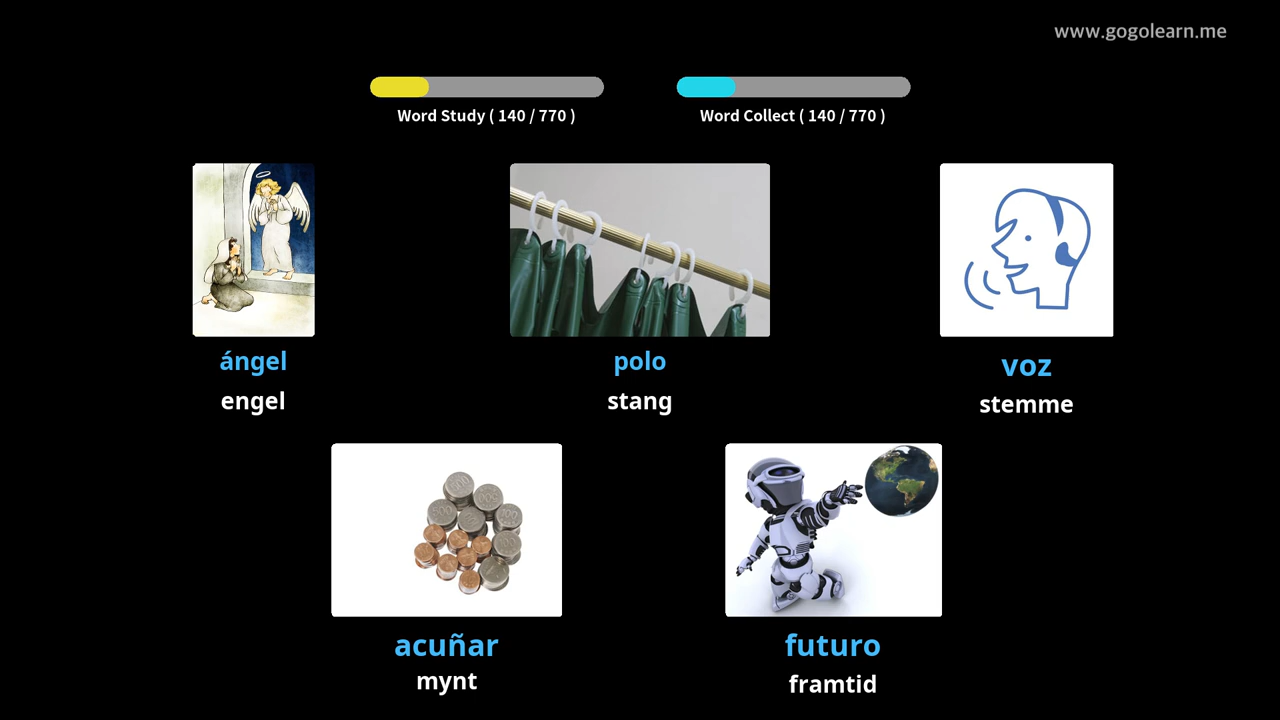 www.gogolearn.me
Word Study ( 140 / 770 )
Word Collect ( 140 / 770 )
ángel
engel
polo
stang
voz
stemme
acuñar
mynt
futuro
framtid